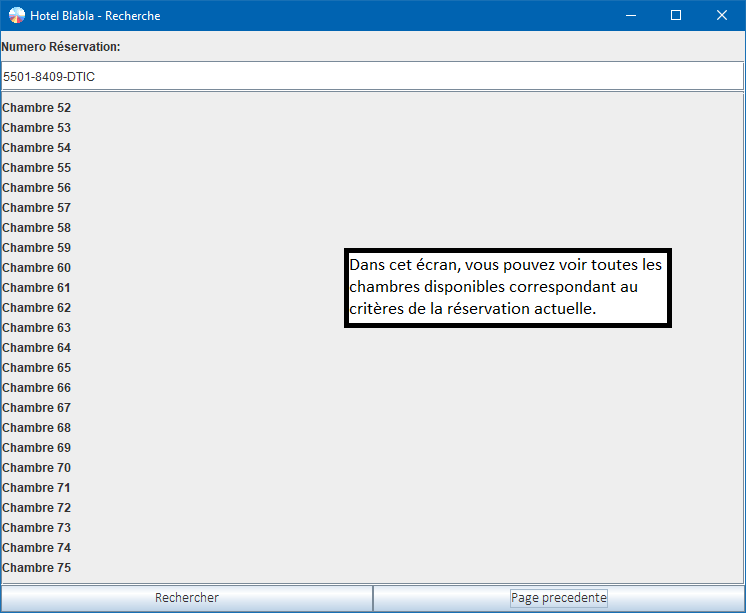 Hotel Blabla - Recherche
Numero Réservation:
5501-8409-DTIC
Chambre 52
Chambre 53
Chambre 54
Chambre 55
Chambre 56
Chambre 57
Chambre 58
Chambre 59
Chambre 60
Chambre 61
Chambre 62
Chambre 63
Chambre 64
Chambre 65
Chambre 66
Chambre 67
Chambre 68
Chambre 69
Chambre 70
Chambre 71
Chambre 72
Chambre 73
Chambre 74
Chambre 75
Dans cet écran, vous pouvez voir toutes les
chambres disponibles correspondant au
critères de la réservation actuelle.
Rechercher
Page precedente